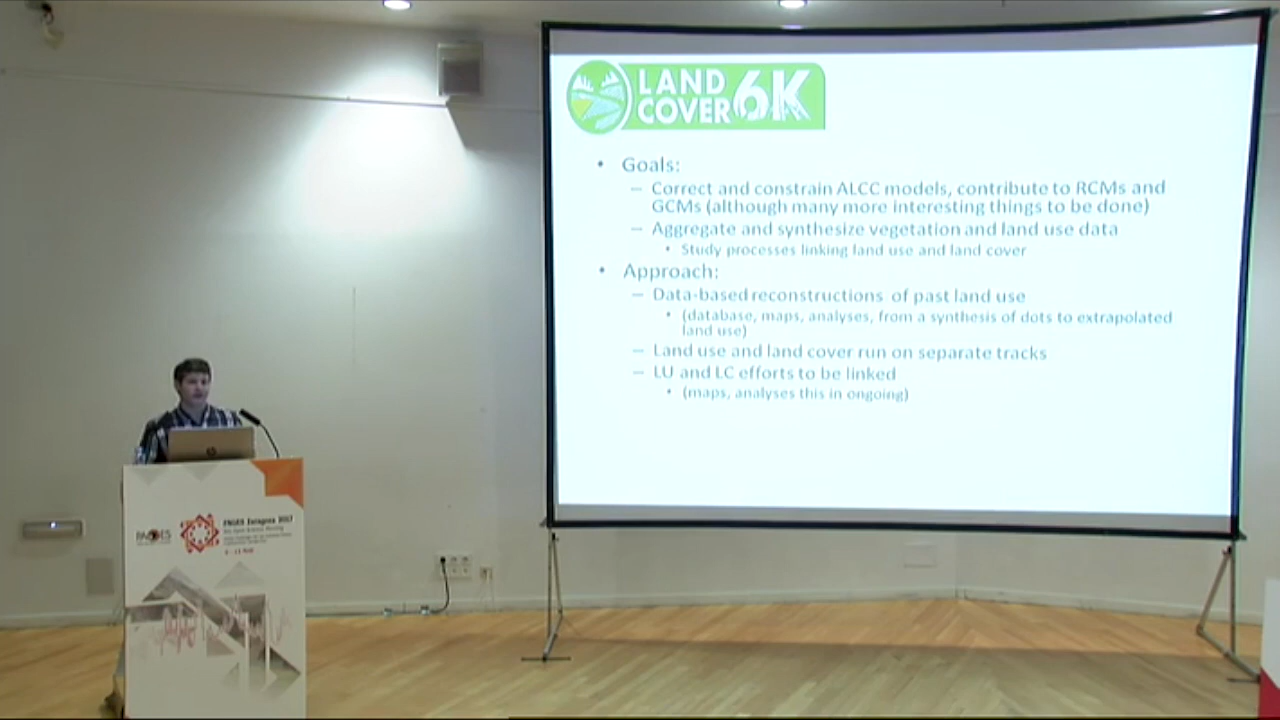 LAND
COVER 6K
• Goals:
– Correct and constrain ALCC models, contribute to RCMs and
GCMs (although many more interesting things to be done)
– Aggregate and synthesize vegetation and land use data
• Study processes linking land use and land cover
• Approach:
– Data-based reconstructions of past land use
• (database, maps, analyses, from a synthesis of dots to extrapolated
land use)
– Land use and land cover run on separate tracks
– LU and LC efforts to be linked
• (maps, analyses this in ongoing)
PAGES
PAGES Zaragoza 2017